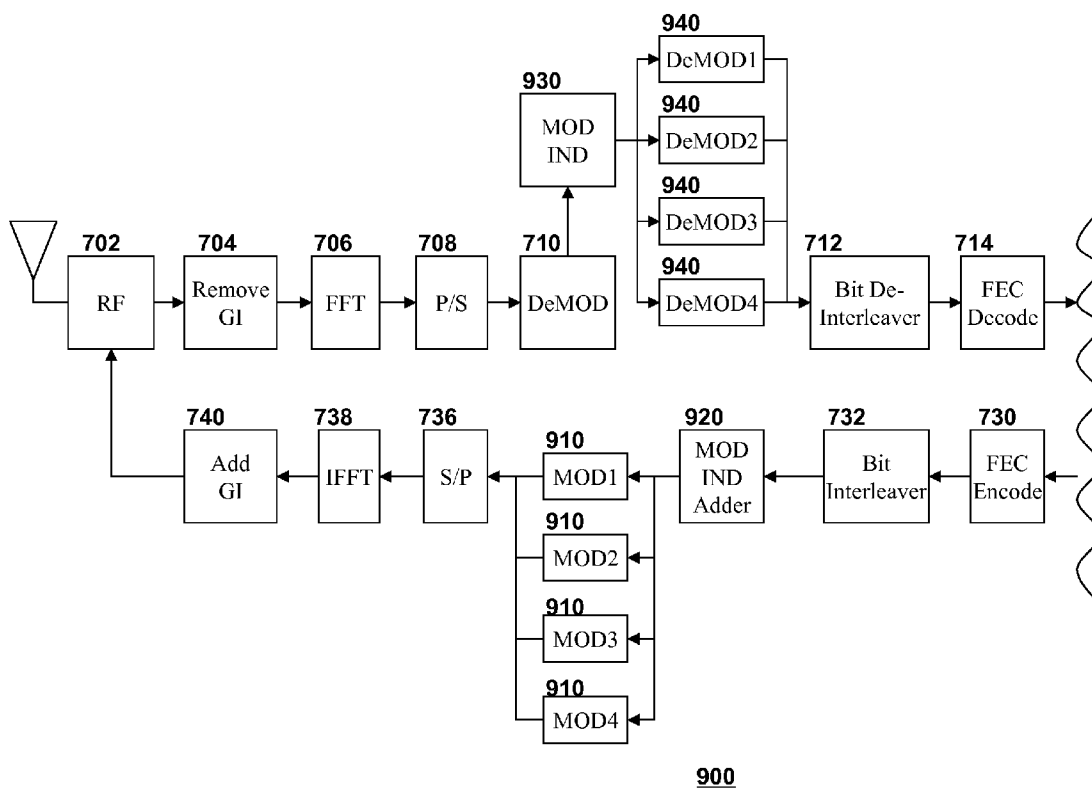 940
DeMOD1
930
MOD
IND
940
DeMOD2
940
DeMOD3
702
RF
704
Remove
GI
706
FFT
708
P/S
710
DeMOD
940
DeMOD4
712
Bit De-
Interleaver
714
FEC
Decode
740
Add
GI
738
IFFT
736
S/P
910
MOD1
920
MOD
IND
Adder
732
Bit
Interleaver
730
FEC
Encode
910
MOD2
910
MOD3
910
MOD4
900